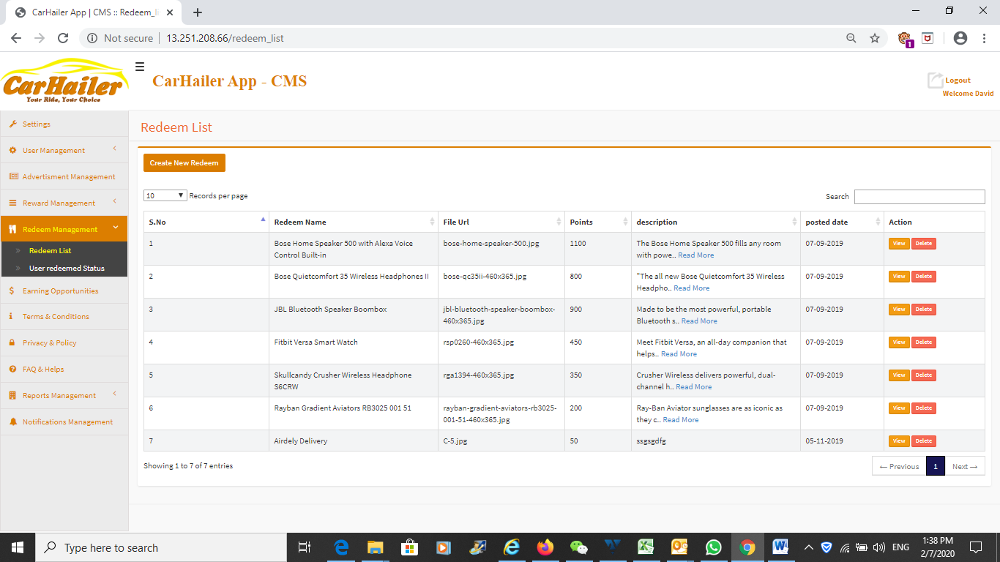 CarHailer App | CMS :: Redeem_li
Not secure 13.251.208.66/redeem_list
1
CarHailer
Your Ride, Your Choice
CarHailer App - CMS
Logout
Welcome David
Settings
User Management
Advertisment Management
Reward Management
Redeem Management
Redeem List
User redeemed Status
Earning Opportunities
Terms & Conditions
Privacy & Policy
FAQ & Helps
Reports Management
Notifications Management
Redeem List
Create New Redeem
10 Records per page
Search
S.No Redeem Name File Url Points description posted date Action
1 Bose Home Speaker 500 with Alexa Voice bose-home-speaker-500.jpg 1100 The Bose Home Speaker 500 fills any room 07-09-2019 View Delete
Control Built-in with powe.. Read More
2 Bose Quietcomfort 35 Wireless Headphones II bose-qc35ii-460x365.jpg 800 "The all new Bose Quietcomfort 35 Wireless 07-09-2019 View Delete
Headpho.. Read More
3 JBL Bluetooth Speaker Boombox jbl-bluetooth-speaker-boombox- 900 Made to be the most powerful, portable 07-09-2019 View Delete
460x365.jpg Bluetooth s.. Read More
4 Fitbit Versa Smart Watch rsp0260-460x365.jpg 450 Meet Fitbit Versa, an all-day companion that 07-09-2019 View Delete
helps.. Read More
5 Skullcandy Crusher Wireless Headphone rga1394-460x365.jpg 350 Crusher Wireless delivers powerful, dual- 07-09-2019 View Delete
S6CRW channel h.. Read More
6 Rayban Gradient Aviators RB3025 001 51 rayban-gradient-aviators-rb3025- 200 Ray-Ban Aviator sunglasses are as iconic as 07-09-2019 View Delete
001-51-460x365.jpg they c.. Read More
7 Airdely Delivery C-5.jpg 50 ssgsgdfg 05-11-2019 View Delete
Showing 1 to 7 of 7 entries
← Previous 1 Next →
Type here to search
ENG
1:38 PM
2/7/2020